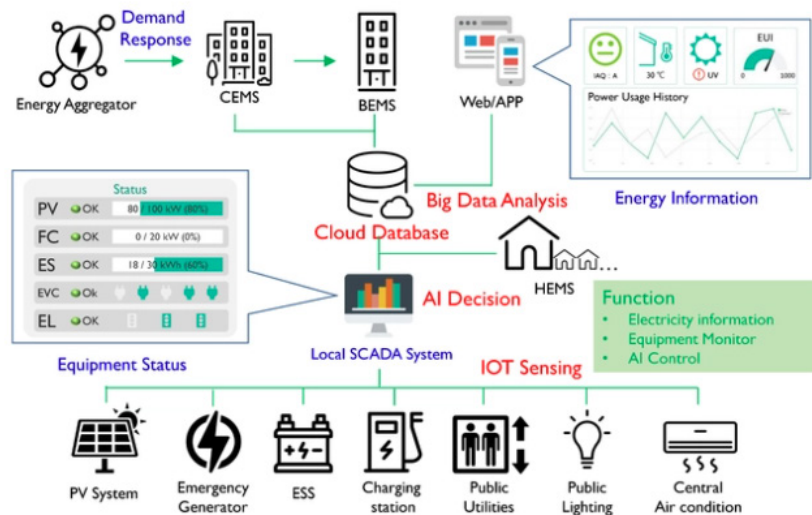 Demand
Response
Energy Aggregator
CEMS
BEMS
Web/APP
IAQ : A
30 °C
UV
EUI
0
1000
Power Usage History
Energy Information
Status
PV
OK
80 / 100 kW (80%)
FC
OK
0 / 20 kW (0%)
ES
OK
18 / 30 kWh (60%)
EVC
Ok
EL
OK
Equipment Status
Big Data Analysis
Cloud Database
HEMS
AI Decision
Local SCADA System
IOT Sensing
Function
• Electricity information
• Equipment Monitor
• AI Control
PV System
Emergency
Generator
ESS
Charging
station
Public
Utilities
Public
Lighting
Central
Air condition